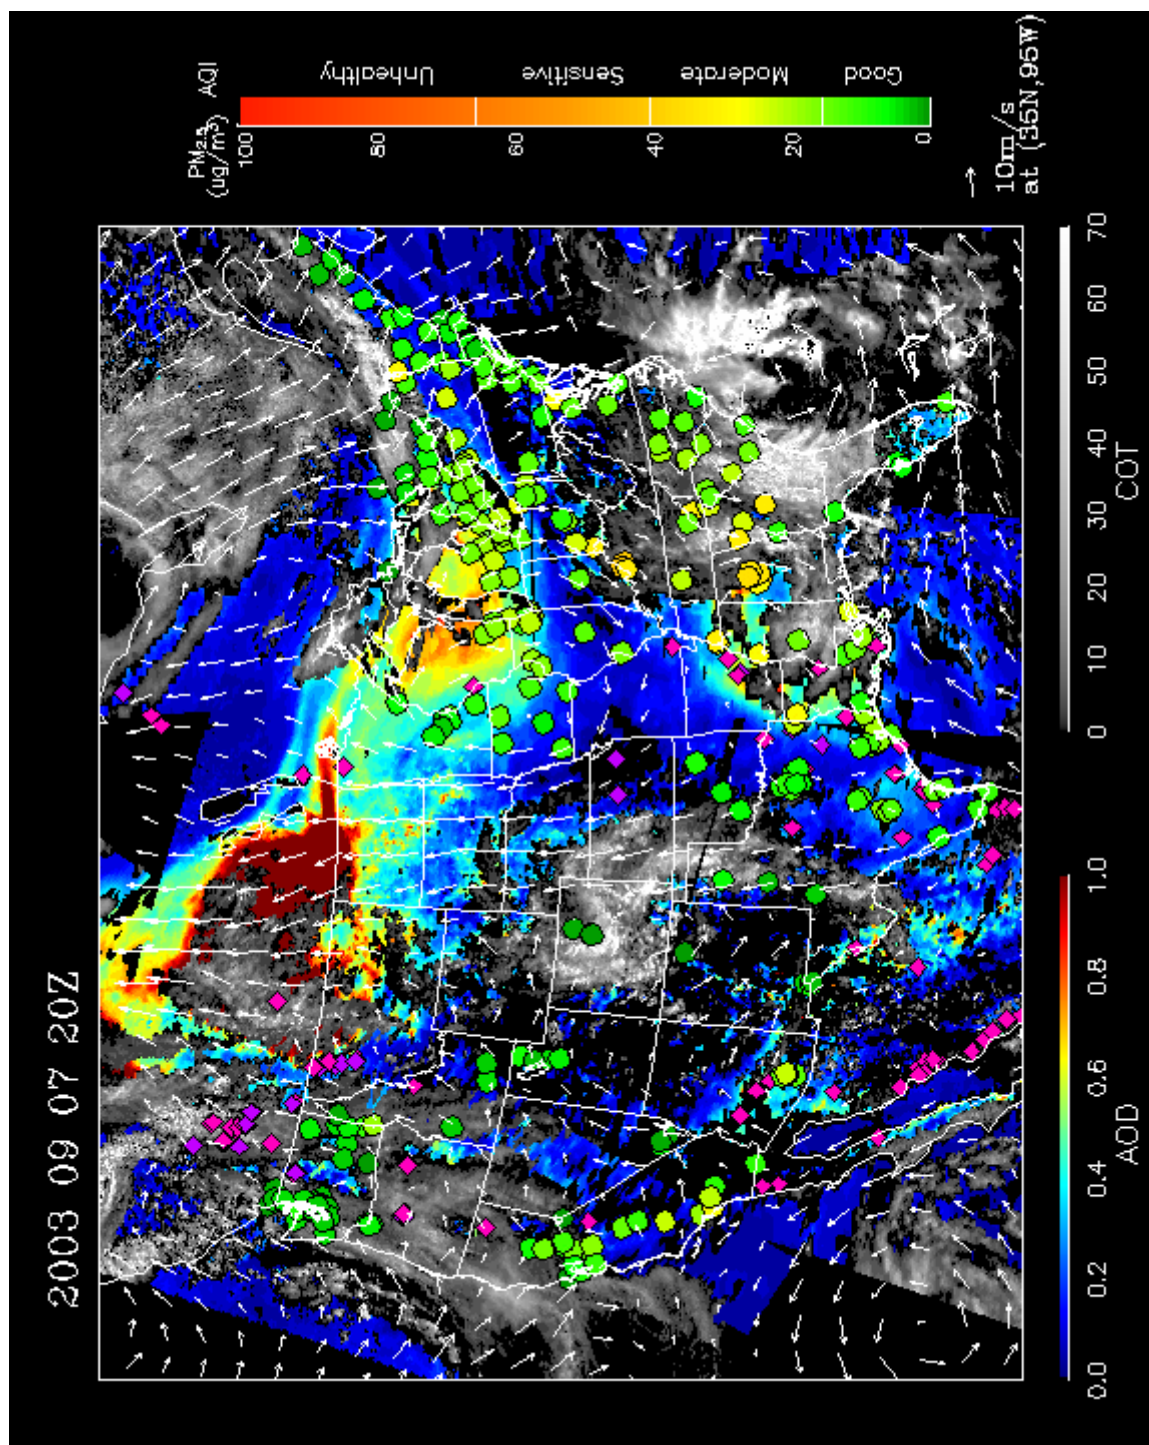 2003 09 07 20Z
PM2.5 AQI
(ug/m3)
100
80
60
40
20
0
Unhealthy
Sensitive
Moderate
Good
10m/s
at (35N,95W)
0.0 0.2 0.4 0.6 0.8 1.0
AOD
0 10 20 30 40 50 60 70
COT